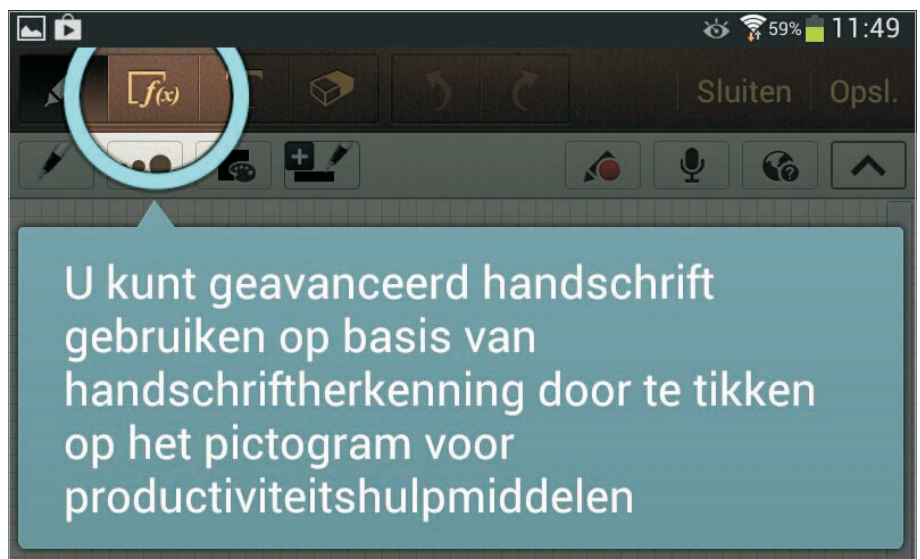 59% 11:49
f(x) T Sluiten Opsl.
U kunt geavanceerd handschrift
gebruiken op basis van
handschriftherkenning door te tikken
op het pictogram voor
productiviteitshulpmiddelen